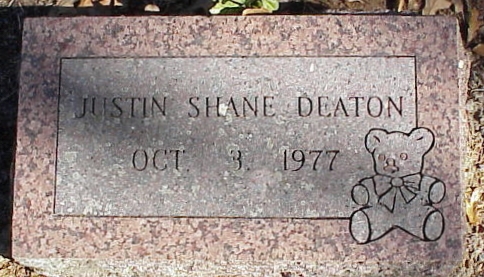 JUSTIN SHANE DEATON
OCT. 3. 1977